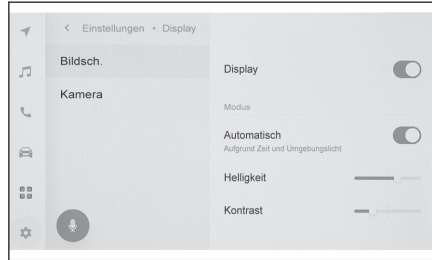 Einstellungen • Display
Bildsch.
Kamera
Display
Modus
Automatisch
Aufgrund Zeit und Umgebungslicht
Helligkeit
Kontrast